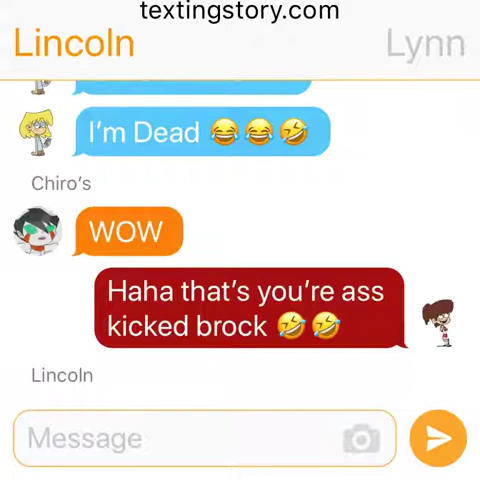 textingstory.com
Lincoln
Lynn
I'm Dead 😂😂🤣
Chiro's
WOW
Haha that's you're ass
kicked brock 🤣🤣
Lincoln
Message